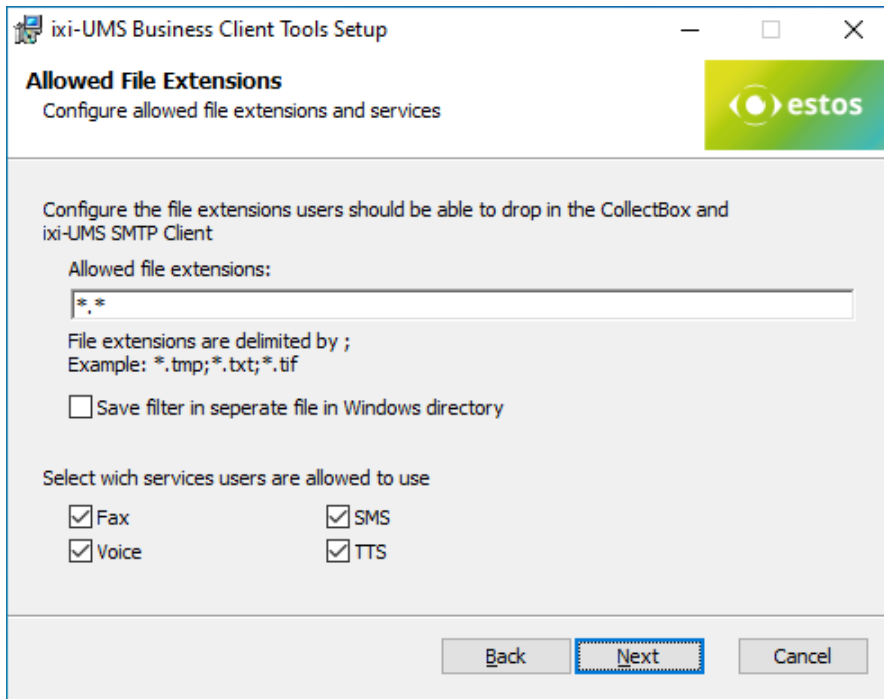 ixi-UMS Business Client Tools Setup
Allowed File Extensions
Configure allowed file extensions and services
estos
Configure the file extensions users should be able to drop in the CollectBox and
ixi-UMS SMTP Client
Allowed file extensions:
*.*
File extensions are delimited by ;
Example: *.tmp;*.txt;*.tif
Save filter in seperate file in Windows directory
Select wich services users are allowed to use
Fax SMS
Voice TTS
Back Next Cancel